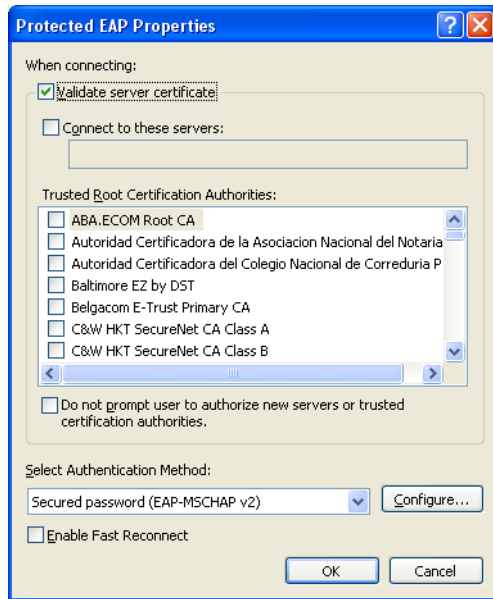 Protected EAP Properties
When connecting:
Validate server certificate
Connect to these servers:
Trusted Root Certification Authorities:
ABA.ECOM Root CA
Autoridad Certificadora de la Asociacion Nacional del Notaria
Autoridad Certificadora del Colegio Nacional de Correduria P
Baltimore EZ by DST
Belgacom E-Trust Primary CA
C&W HKT SecureNet CA Class A
C&W HKT SecureNet CA Class B
Do not prompt user to authorize new servers or trusted
certification authorities.
Select Authentication Method:
Secured password (EAP-MSCHAP v2)
Configure...
Enable Fast Reconnect
OK
Cancel